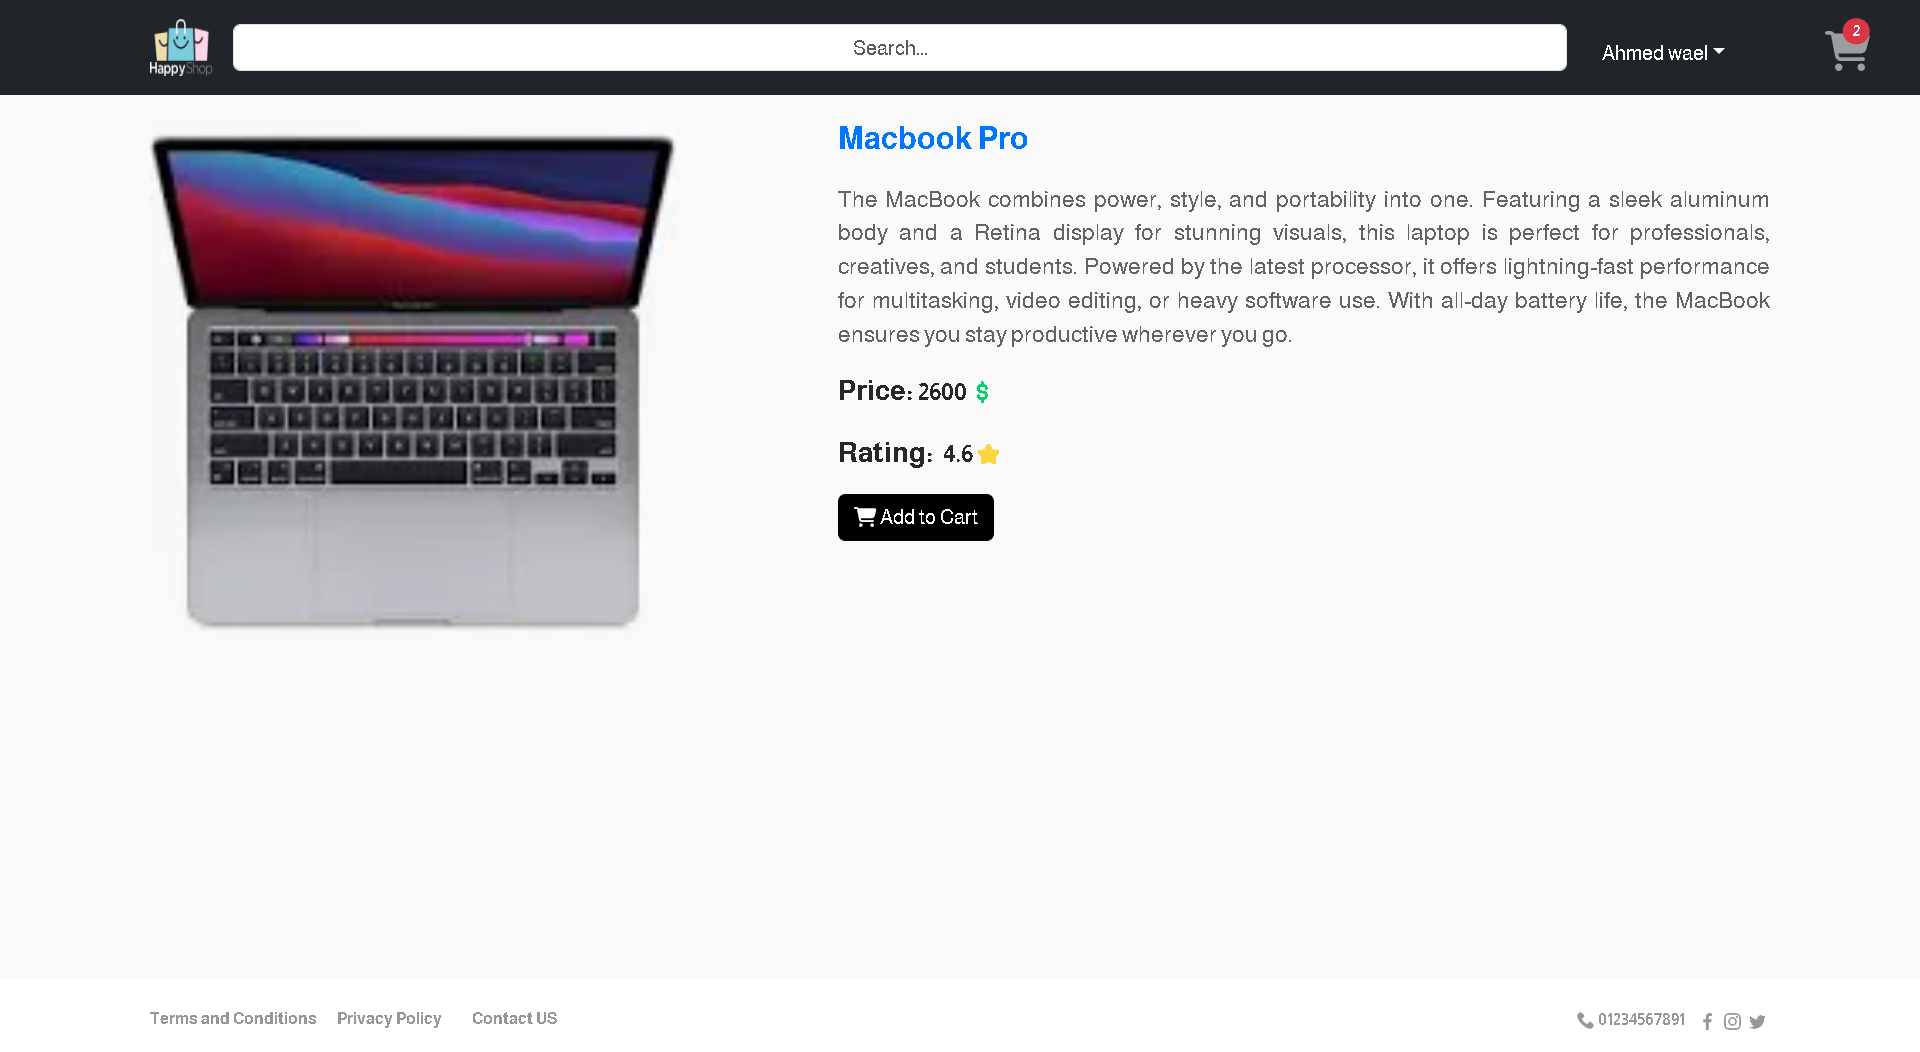 HappyShop
Search...
Ahmed wael
2
Macbook Pro
The MacBook combines power, style, and portability into one. Featuring a sleek aluminum
body and a Retina display for stunning visuals, this laptop is perfect for professionals,
creatives, and students. Powered by the latest processor, it offers lightning-fast performance
for multitasking, video editing, or heavy software use. With all-day battery life, the MacBook
ensures you stay productive wherever you go.
Price: 2600 $
Rating: 4.6
Add to Cart
Terms and Conditions Privacy Policy Contact US
01234567891